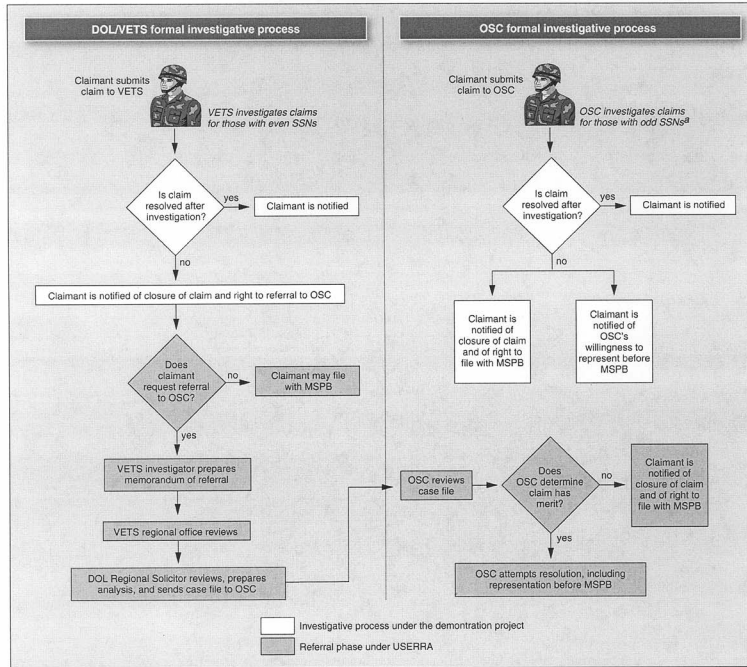 DOL/VETS formal investigative process
Claimant submits
claim to VETS
VETS investigates claims
for those with even SSNs
Is claim
resolved after
investigation?
yes
Claimant is notified
no
Claimant is notified of closure of claim and right to referral to OSC
Does
claimant
request referral
to OSC?
no
Claimant may file
with MSPB
yes
VETS investigator prepares
memorandum of referral
VETS regional office reviews
DOL Regional Solicitor reviews, prepares
analysis, and sends case file to OSC
OSC formal investigative process
Claimant submits
claim to OSC
OSC investigates claims
for those with odd SSNsa
Is claim
resolved after
investigation?
yes
Claimant is notified
no
Claimant is
notified of
closure of claim
and of right to
file with MSPB
Claimant is
notified of
OSC's
willingness to
represent before
MSPB
OSC reviews
case file
Does
OSC determine
claim has
merit?
no
Claimant is
notified of
closure of claim
and of right to
file with MSPB
yes
OSC attempts resolution, including
representation before MSPB
Investigative process under the demontration project
Referral phase under USERRA